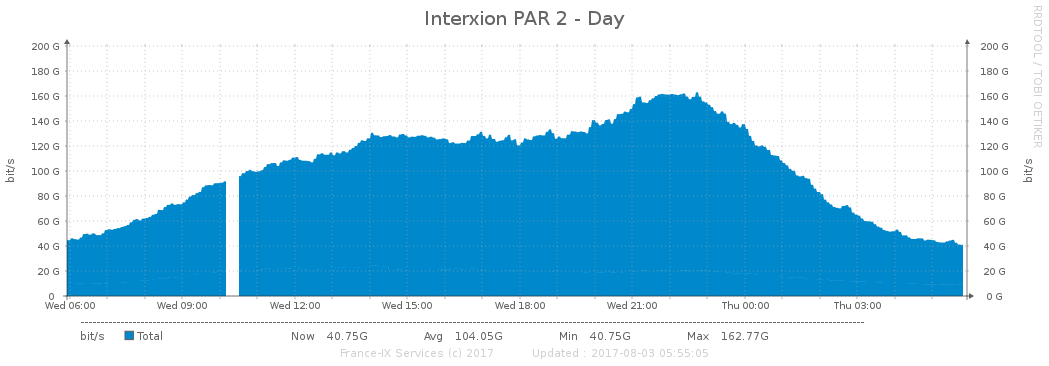 Interxion PAR 2 - Day
RRDTOOL / TOBI OETIKER
200 G 200 G
180 G 180 G
160 G 160 G
140 G 140 G
120 G 120 G
100 G 100 G
80 G 80 G
60 G 60 G
40 G 40 G
20 G 20 G
0 0 G
bit/s bit/s
Wed 06:00 Wed 09:00 Wed 12:00 Wed 15:00 Wed 18:00 Wed 21:00 Thu 00:00 Thu 03:00
bit/s Total Now 40.75G Avg 104.05G Min 40.75G Max 162.77G
France-IX Services (c) 2017 Updated : 2017-08-03 05:55:05